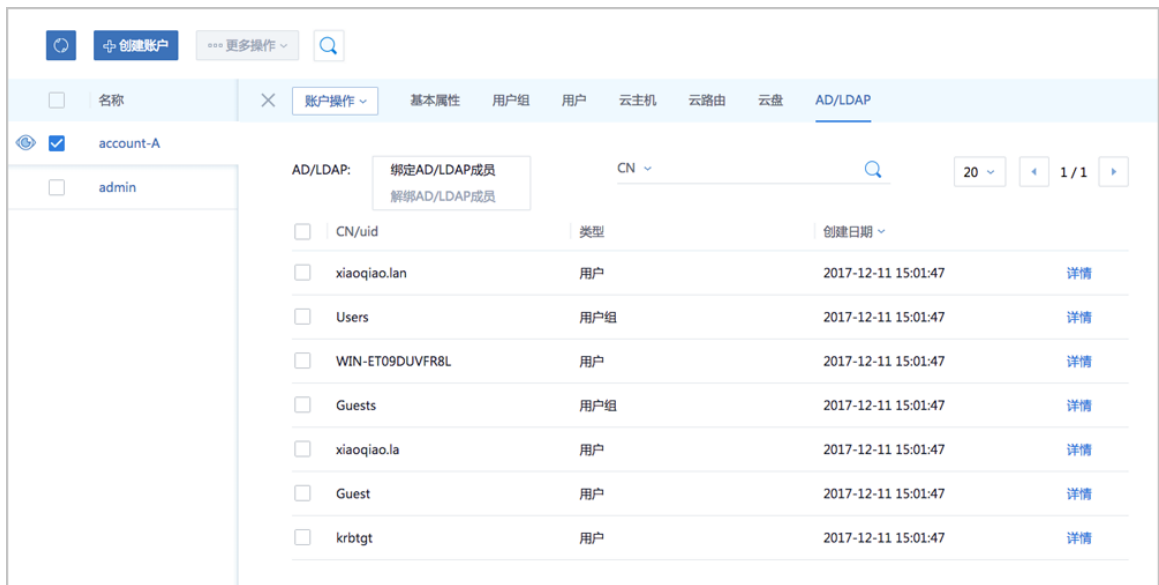 创建账户 更多操作
名称 账户操作 基本属性 用户组 用户 云主机 云路由 云盘 AD/LDAP
account-A
admin
AD/LDAP: 绑定AD/LDAP成员 CN 20 1 / 1
解绑AD/LDAP成员
CN/uid 类型 创建日期
xiaoqiao.lan 用户 2017-12-11 15:01:47 详情
Users 用户组 2017-12-11 15:01:47 详情
WIN-ET09DUVFR8L 用户 2017-12-11 15:01:47 详情
Guests 用户组 2017-12-11 15:01:47 详情
xiaoqiao.la 用户 2017-12-11 15:01:47 详情
Guest 用户 2017-12-11 15:01:47 详情
krbtgt 用户 2017-12-11 15:01:47 详情